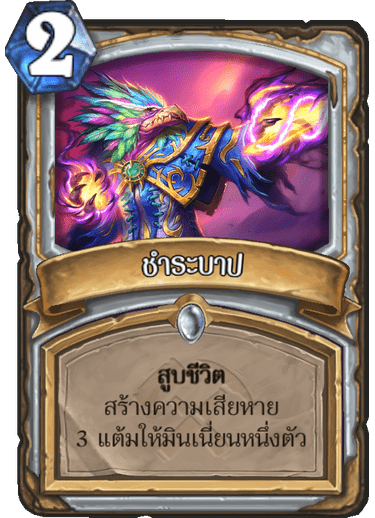 2
ชำระบาป
สูบชีวิต
สร้างความเสียหาย
3 แต้มให้มินเนี่ยนหนึ่งตัว